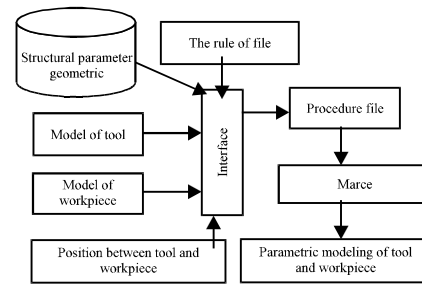 Structural parameter
geometric
The rule of file
Interface
Procedure file
Model of tool
Model of
workpiece
Marce
Position between tool and
workpiece
Parametric modeling of tool
and workpiece